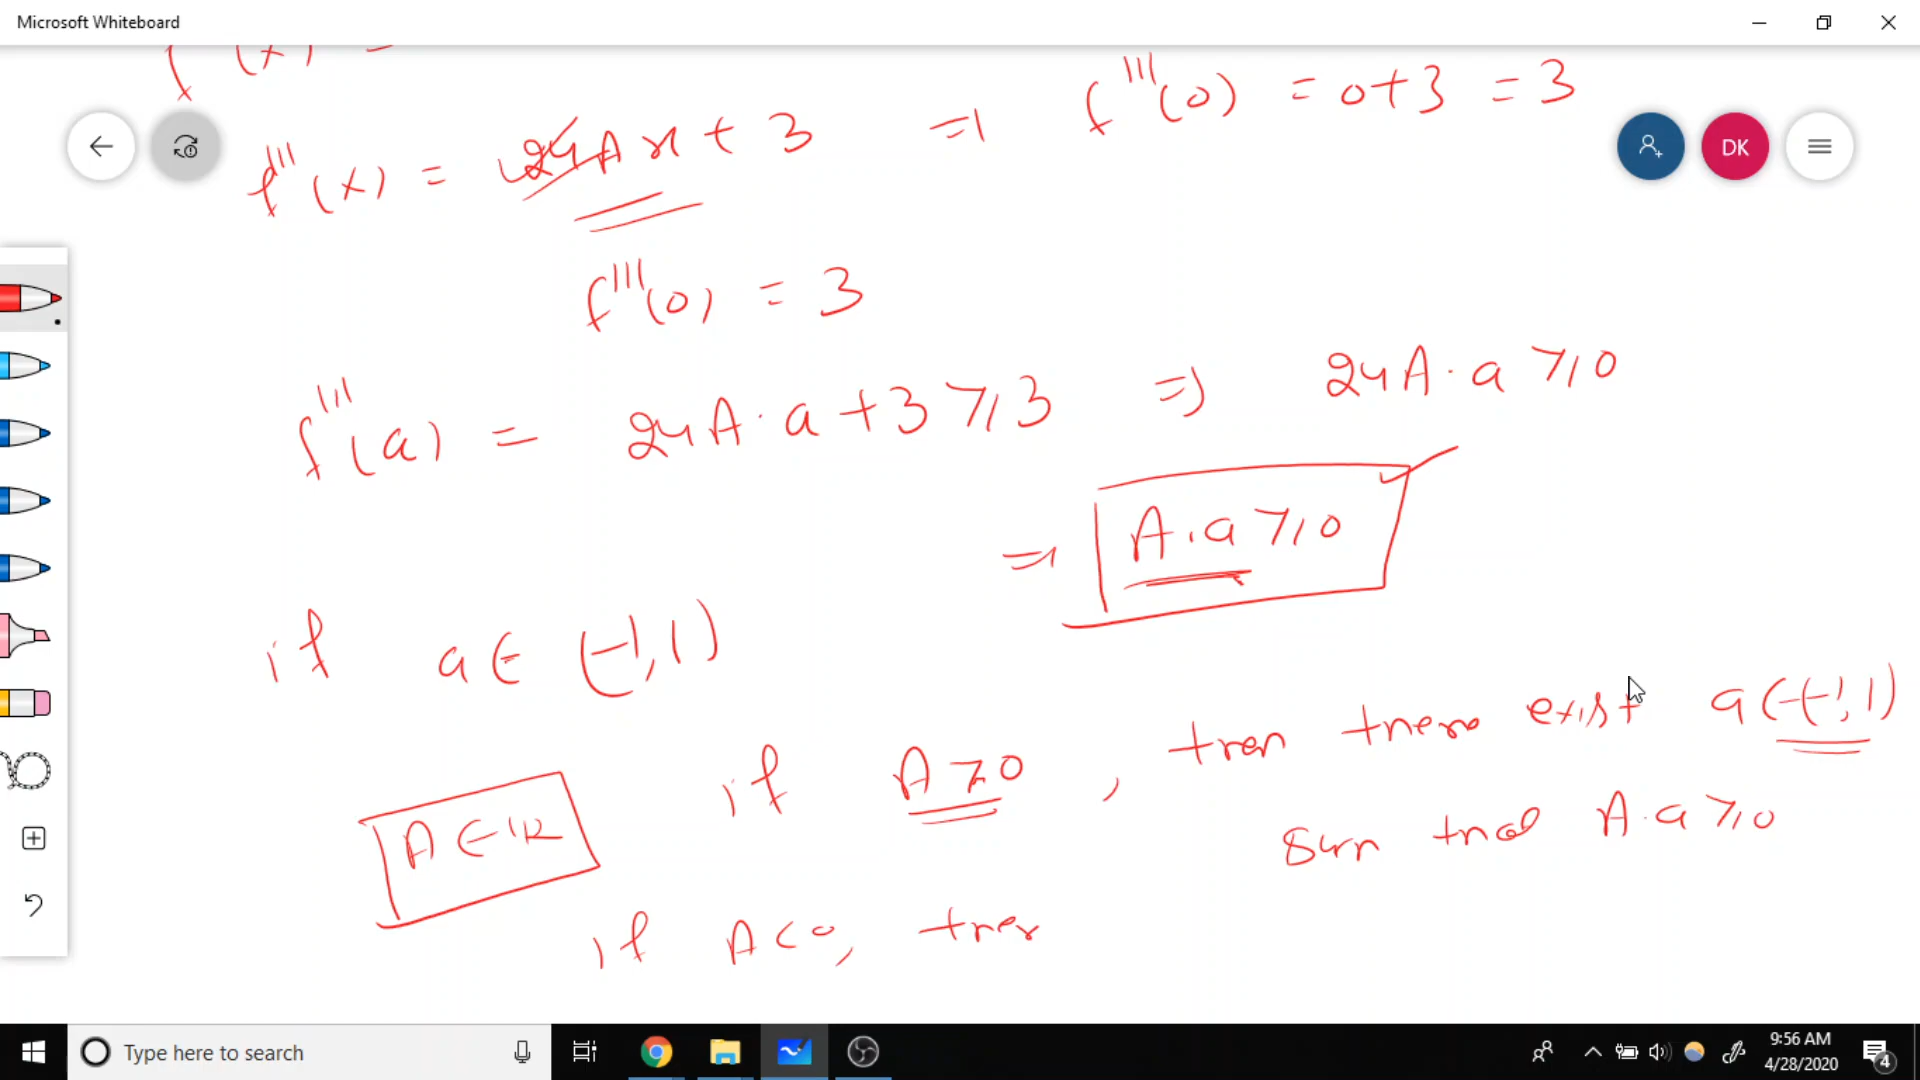 Microsoft Whiteboard
f (x) =
f'''(x) = 24Ax + 3 => f'''(0) = 0+3 = 3
DK
f'''(0) = 3
f'''(a) = 24A.a + 3 ≥ 3 => 24A.a ≥ 0
=> A.a ≥ 0
if a ∈ (-1, 1)
if A ≥ 0, then there exist a (-1, 1)
A ∈ IR
such that A.a ≥ 0
if A < 0, then
Type here to search
9:56 AM
4/28/2020
4